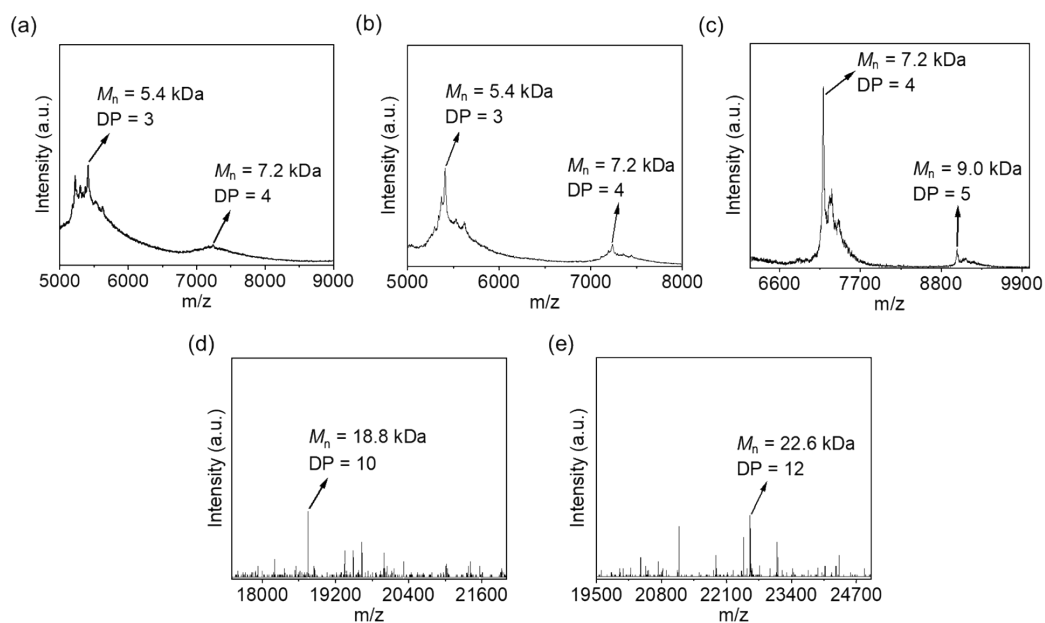 (a)
Intensity (a.u.)
Mn = 5.4 kDa
DP = 3
Mn = 7.2 kDa
DP = 4
5000 6000 7000 8000 9000
m/z
(b)
Intensity (a.u.)
Mn = 5.4 kDa
DP = 3
Mn = 7.2 kDa
DP = 4
5000 6000 7000 8000
m/z
(c)
Intensity (a.u.)
Mn = 7.2 kDa
DP = 4
Mn = 9.0 kDa
DP = 5
6600 7700 8800 9900
m/z
(d)
Intensity (a.u.)
Mn = 18.8 kDa
DP = 10
18000 19200 20400 21600
m/z
(e)
Intensity (a.u.)
Mn = 22.6 kDa
DP = 12
19500 20800 22100 23400 24700
m/z